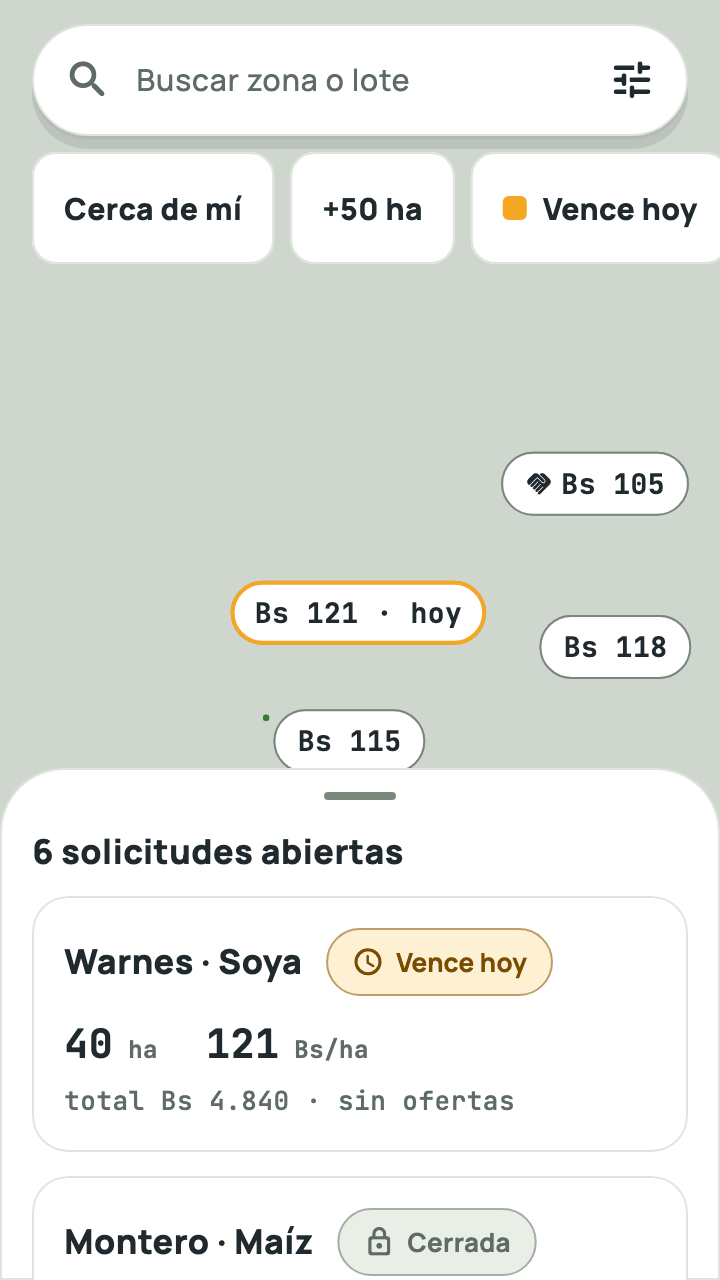 Buscar zona o lote
Cerca de mí
+50 ha
Vence hoy
Bs 105
Bs 121 · hoy
Bs 118
Bs 115
6 solicitudes abiertas
Warnes · Soya
Vence hoy
40 ha 121 Bs/ha
total Bs 4.840 · sin ofertas
Montero · Maíz
Cerrada